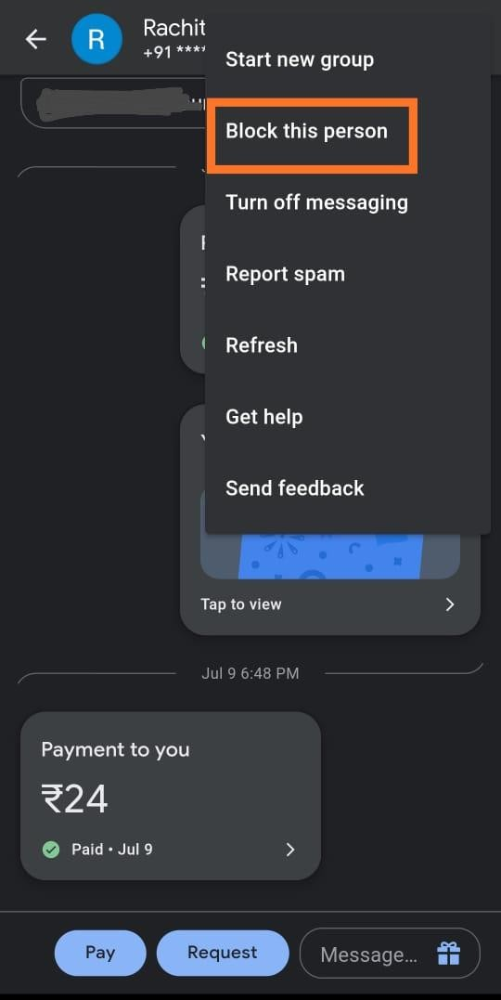 R
Rachit
+91 ****
Start new group
Block this person
Turn off messaging
Report spam
Refresh
Get help
Send feedback
Tap to view
Jul 9 6:48 PM
Payment to you
₹24
Paid • Jul 9
Pay
Request
Message...